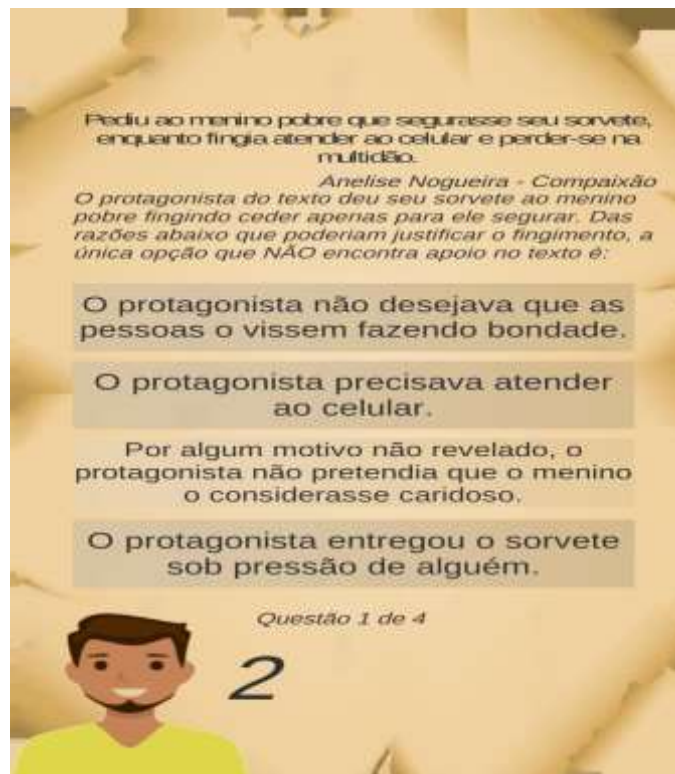 Pediu ao menino pobre que segurasse seu sorvete,
enquanto fingia atender ao celular e perder-se na
multidão.
Anelise Nogueira - Compaixão
O protagonista do texto deu seu sorvete ao menino
pobre fingindo ceder apenas para ele segurar. Das
razões abaixo que poderiam justificar o fingimento, a
única opção que NÃO encontra apoio no texto é:
O protagonista não desejava que as
pessoas o vissem fazendo bondade.
O protagonista precisava atender
ao celular.
Por algum motivo não revelado, o
protagonista não pretendia que o menino
o considerasse caridoso.
O protagonista entregou o sorvete
sob pressão de alguém.
Questão 1 de 4
2